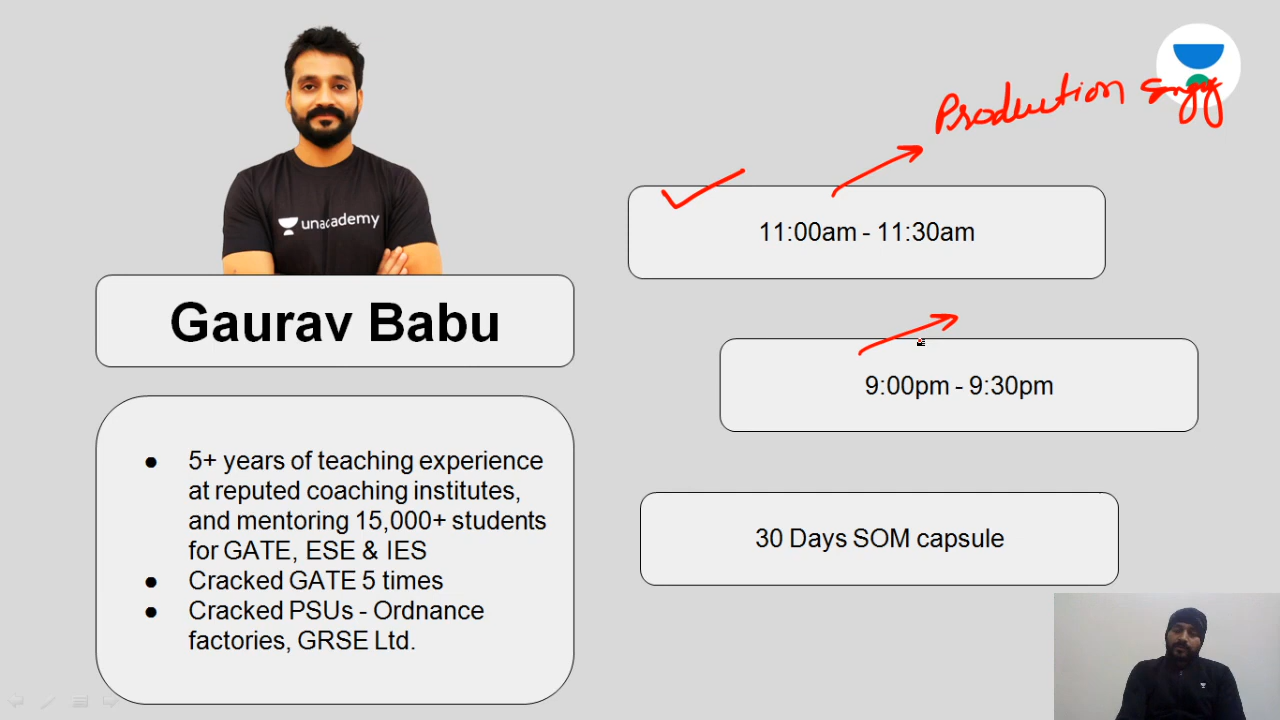 Production Engg
unacademy
11:00am - 11:30am
Gaurav Babu
9:00pm - 9:30pm
● 5+ years of teaching experience
at reputed coaching institutes,
and mentoring 15,000+ students
for GATE, ESE & IES
● Cracked GATE 5 times
● Cracked PSUs - Ordnance
factories, GRSE Ltd.
30 Days SOM capsule